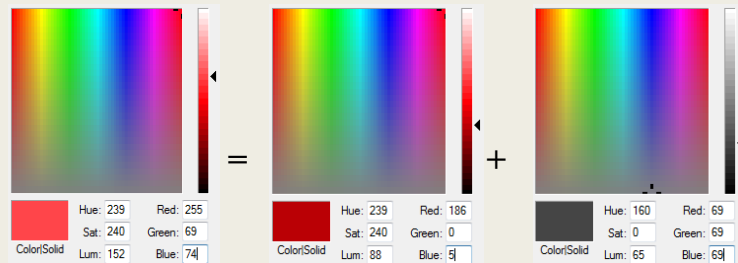 Hue: 239 Red: 255
Sat: 240 Green: 69
Color|Solid Lum: 152 Blue: 74
=
Hue: 239 Red: 186
Sat: 240 Green: 0
Color|Solid Lum: 88 Blue: 5
+
Hue: 160 Red: 69
Sat: 0 Green: 69
Color|Solid Lum: 65 Blue: 69